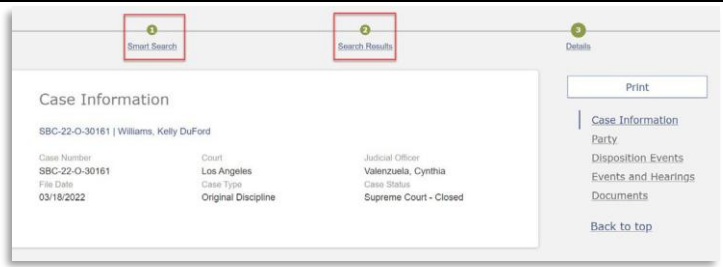 1 2 3
Smart Search Search Results Details
Print
Case Information
SBC-22-O-30161 | Williams, Kelly DuFord
Case Number Court Judicial Officer
SBC-22-O-30161 Los Angeles Valenzuela, Cynthia
File Date Case Type Case Status
03/18/2022 Original Discipline Supreme Court - Closed
Case Information
Party
Disposition Events
Events and Hearings
Documents
Back to top